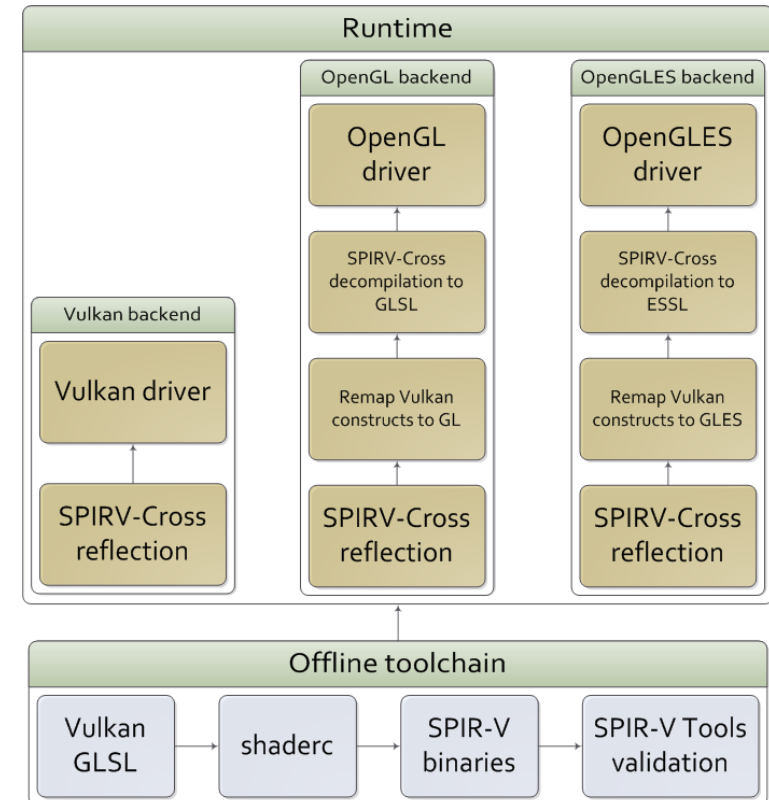 Runtime
OpenGL backend
OpenGL
driver
SPIRV-Cross
decompilation to
GLSL
Remap Vulkan
constructs to GL
SPIRV-Cross
reflection
OpenGLES backend
OpenGLES
driver
SPIRV-Cross
decompilation to
ESSL
Remap Vulkan
constructs to GLES
SPIRV-Cross
reflection
Vulkan backend
Vulkan driver
SPIRV-Cross
reflection
Offline toolchain
Vulkan
GLSL
shaderc
SPIR-V
binaries
SPIR-V Tools
validation